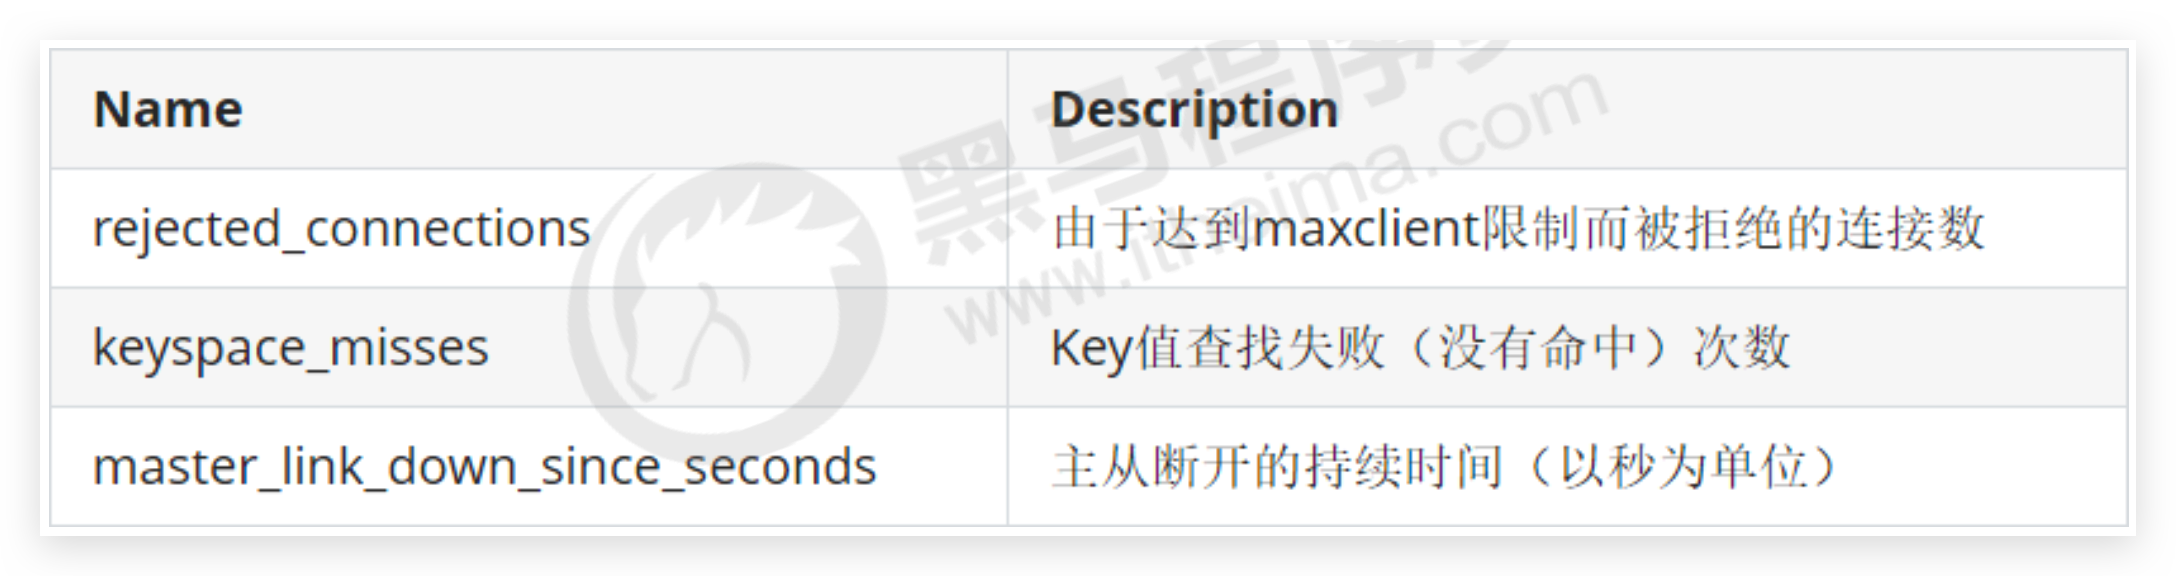 Name Description
rejected_connections 由于达到maxclient限制而被拒绝的连接数
keyspace_misses Key值查找失败（没有命中）次数
master_link_down_since_seconds 主从断开的持续时间（以秒为单位）
黑马程序员
www.itheima.com